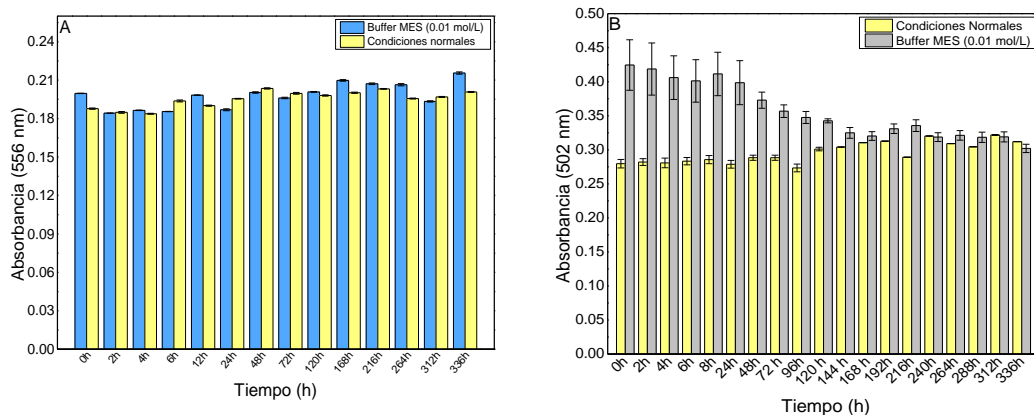 A
Buffer MES (0.01 mol/L)
Condiciones normales
Absorbancia (556 nm)
0.24
0.21
0.18
0.15
0.12
0.09
0.06
0.03
0.00
0h 2h 4h 6h 12h 24h 48h 72h 120h 168h 216h 264h 312h 336h
Tiempo (h)
B
Condiciones Normales
Buffer MES (0.01 mol/L)
Absorbancia (502 nm)
0.50
0.45
0.40
0.35
0.30
0.25
0.20
0.15
0.10
0.05
0.00
0h 2h 4h 6h 8h 24h 48h 72 h 96h 120 h 144 h 168 h 192h 216h 240h 264h 288h 312h 336h
Tiempo (h)